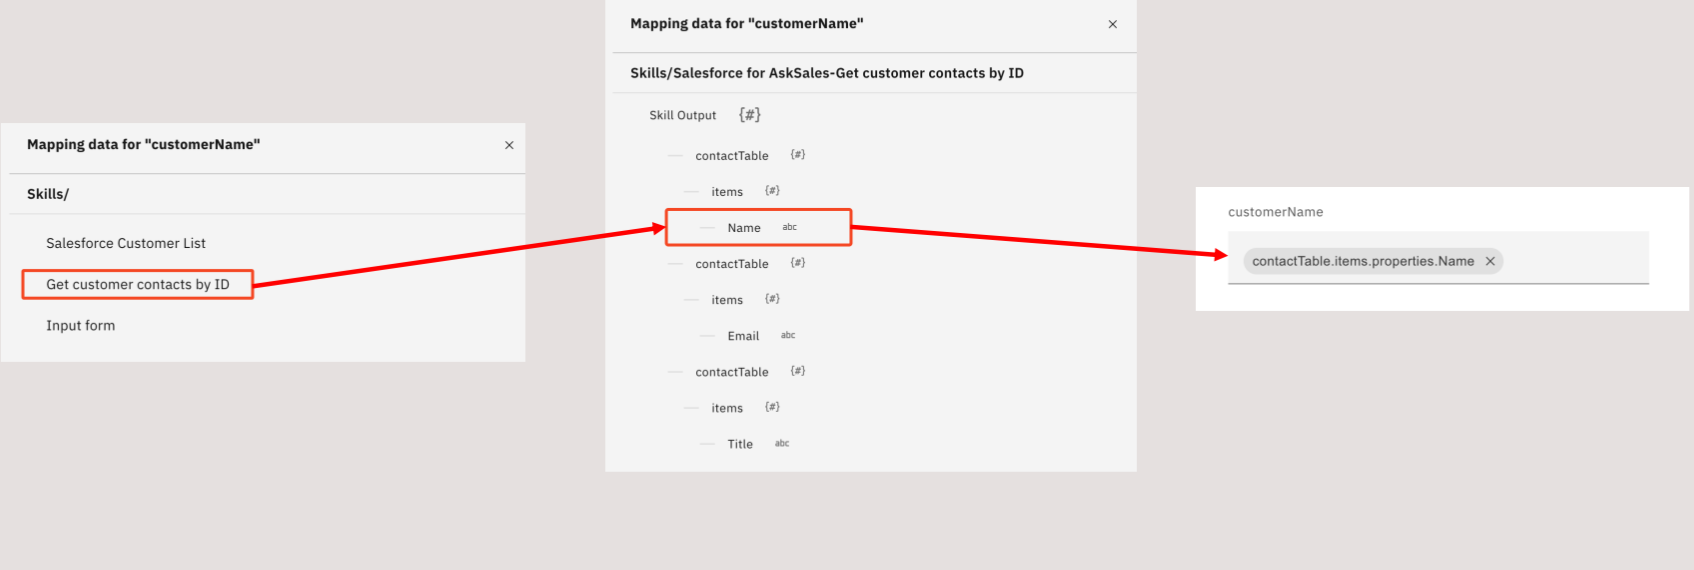 Mapping data for "customerName" ×
Skills/
Salesforce Customer List
Get customer contacts by ID
Input form
Mapping data for "customerName" ×
Skills/Salesforce for AskSales-Get customer contacts by ID
Skill Output {#}
contactTable {#}
items {#}
Name abc
contactTable {#}
items {#}
Email abc
contactTable {#}
items {#}
Title abc
customerName
contactTable.items.properties.Name ×